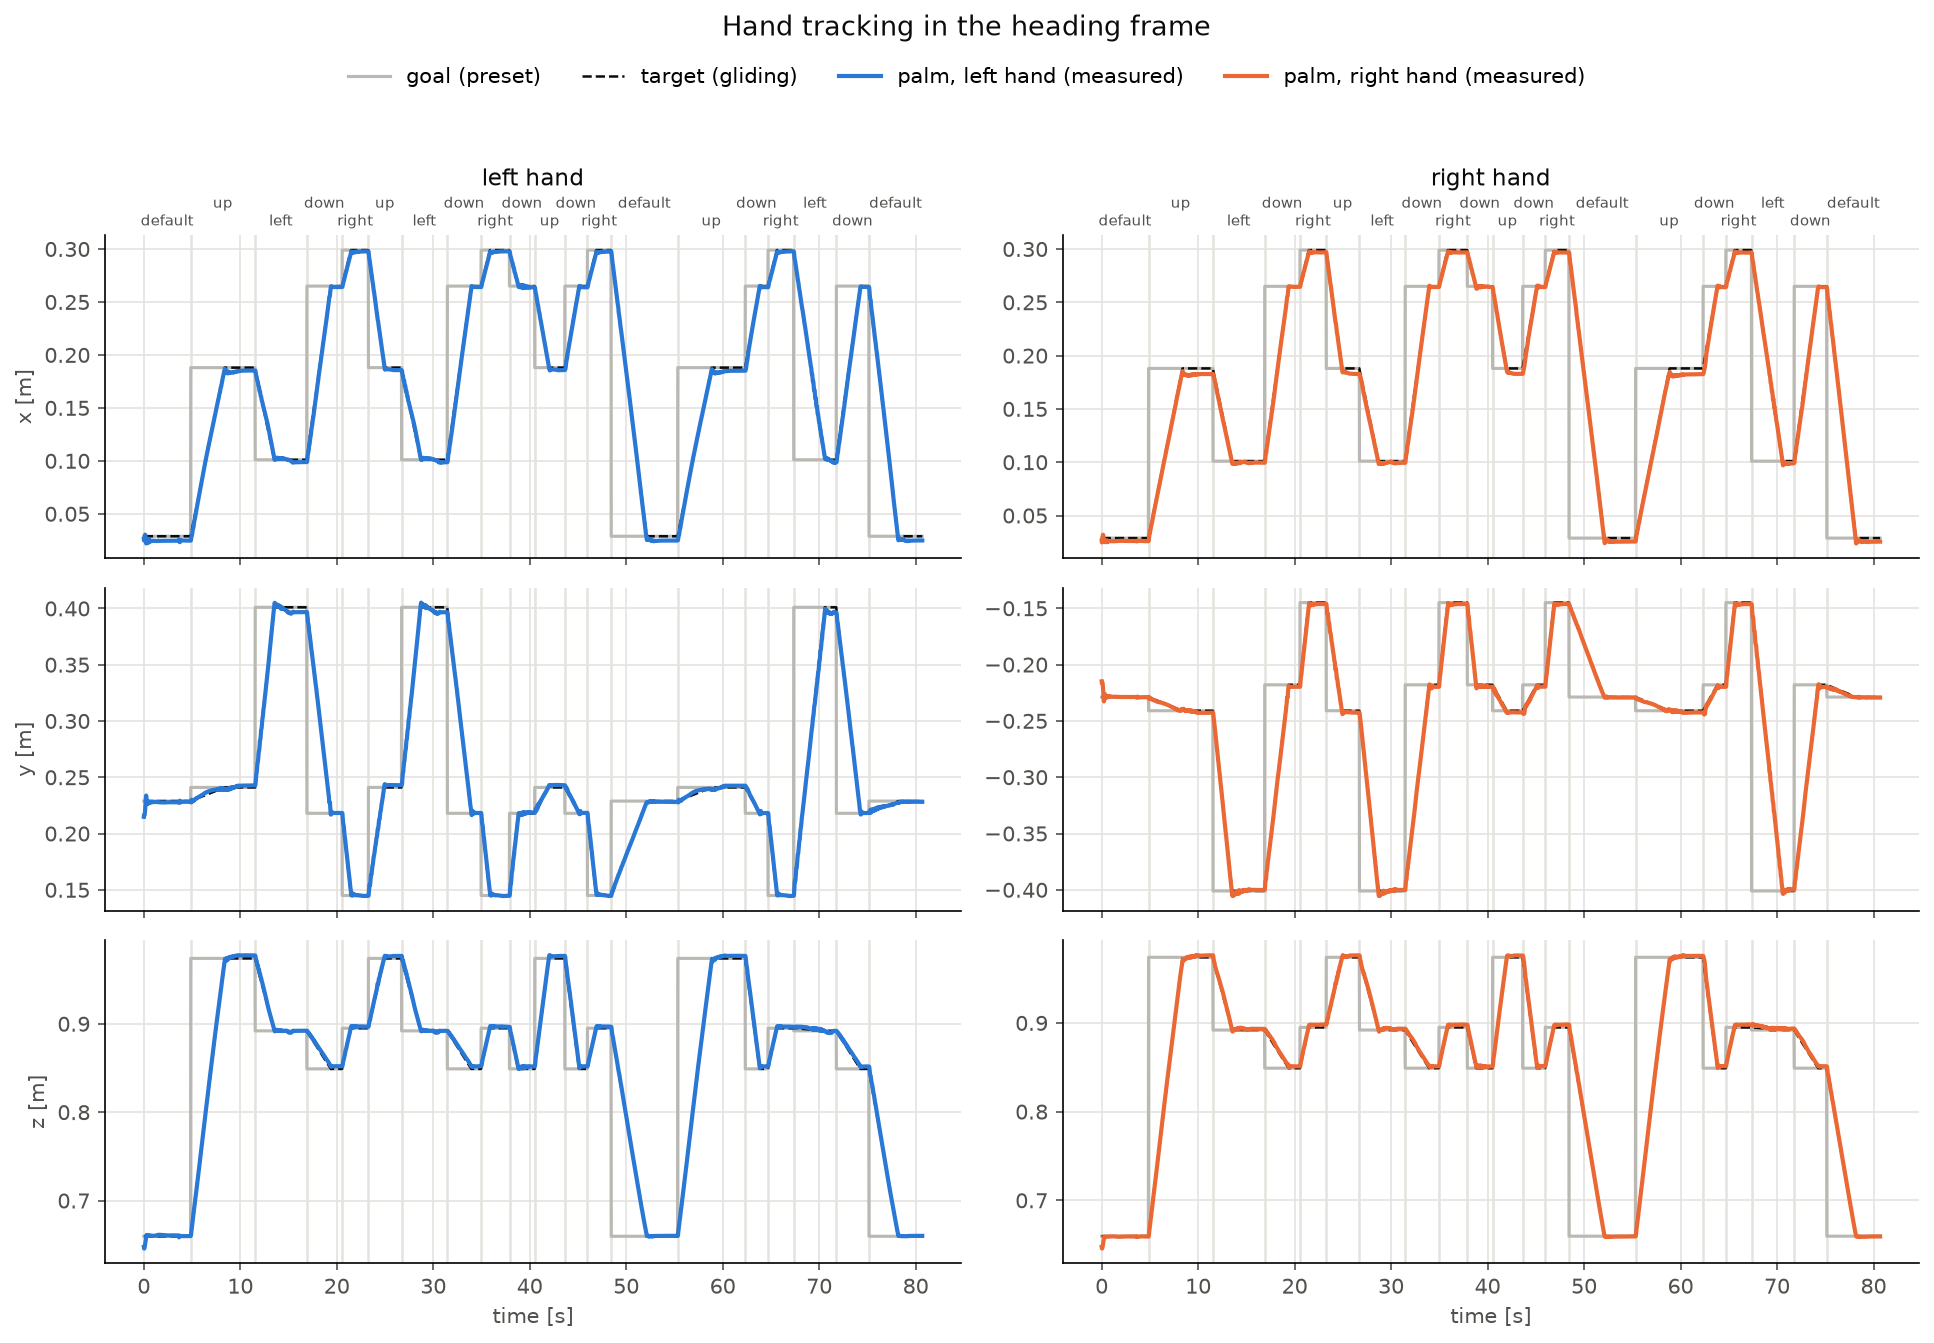 Hand tracking in the heading frame
goal (preset) target (gliding) palm, left hand (measured) palm, right hand (measured)
left hand
up down up down down down default down left default
default left right left right up right up right down
0.30
0.25
0.20
0.15
0.10
0.05
x [m]
right hand
up down up down down down default down left default
default left right left right up right up right down
0.30
0.25
0.20
0.15
0.10
0.05
0.40
0.35
0.30
0.25
0.20
0.15
y [m]
−0.15
−0.20
−0.25
−0.30
−0.35
−0.40
0.9
0.8
0.7
z [m]
0 10 20 30 40 50 60 70 80
time [s]
0.9
0.8
0.7
0 10 20 30 40 50 60 70 80
time [s]